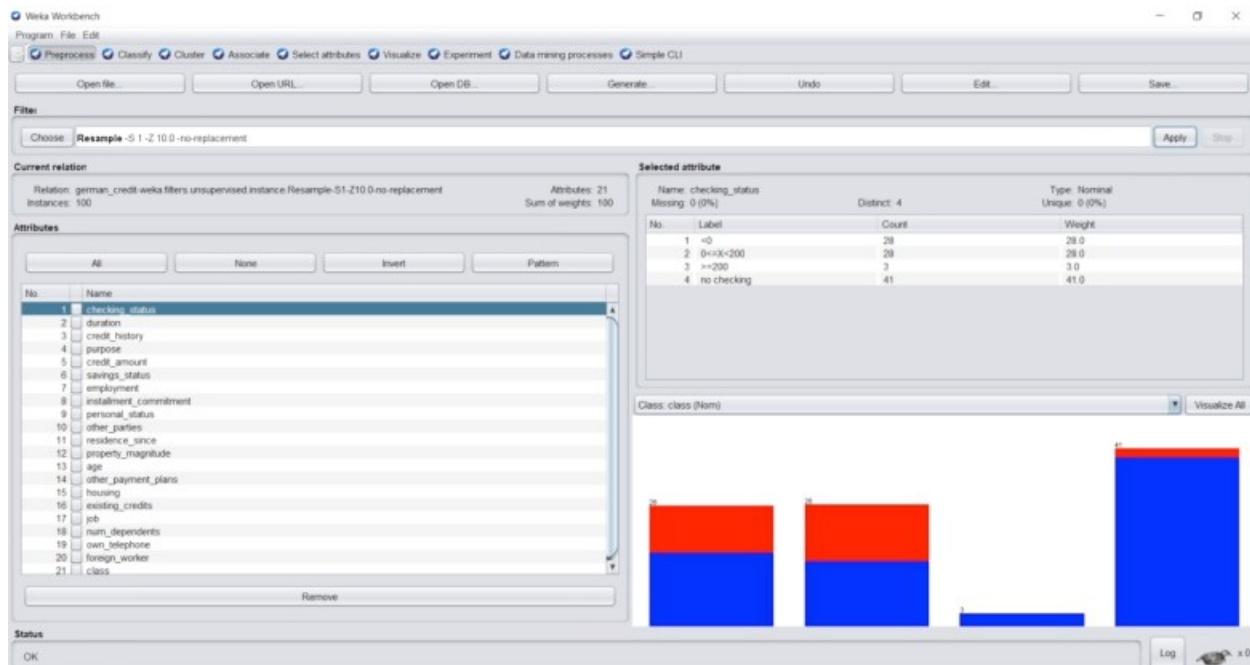 Weka Workbench
Program File Edit
Preprocess Classify Cluster Associate Select attributes Visualize Experiment Data mining processes Simple CLI
Open file... Open URL... Open DB... Generate... Undo Edit... Save...
Filter
Choose Resample -S 1 -Z 10.0 -no-replacement Apply Stop
Current relation
Relation: german_credit-weka.filters.unsupervised.instance.Resample-S1-Z10.0-no-replacement Attributes: 21
Instances: 100 Sum of weights: 100
Attributes
All None Invert Pattern
No. Name
1 checking_status
2 duration
3 credit_history
4 purpose
5 credit_amount
6 savings_status
7 employment
8 installment_commitment
9 personal_status
10 other_parties
11 residence_since
12 property_magnitude
13 age
14 other_payment_plans
15 housing
16 existing_credits
17 job
18 num_dependents
19 own_telephone
20 foreign_worker
21 class
Remove
Selected attribute
Name: checking_status Type: Nominal
Missing: 0 (0%) Distinct: 4 Unique: 0 (0%)
No. Label Count Weight
1 <0 28 28.0
2 0<=X<200 28 28.0
3 >=200 3 3.0
4 no checking 41 41.0
Class: class (Nom) Visualize All
28 28 3 41
Status
OK
Log x 0